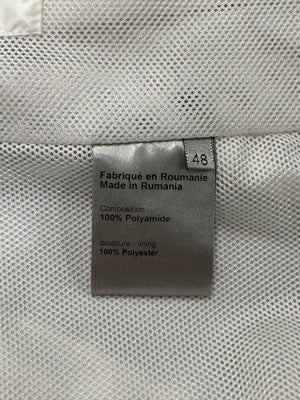 48
Fabriqué en Roumanie
Made in Rumania
Composition
100% Polyamide
doublure - lining
100% Polyester